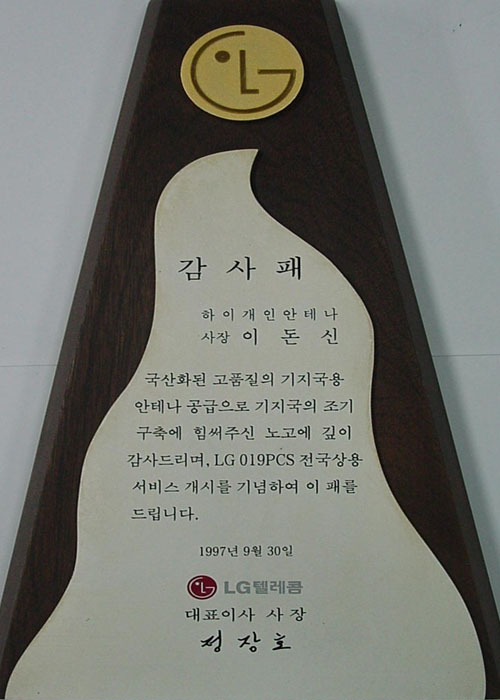 감사패
하이게인안테나
사장 이돈신
국산화된 고품질의 기지국용
안테나 공급으로 기지국의 조기
구축에 힘써주신 노고에 깊이
감사드리며, LG 019PCS 전국상용
서비스 개시를 기념하여 이 패를
드립니다.
1997년 9월 30일
LG텔레콤
대표이사 사장
정장호